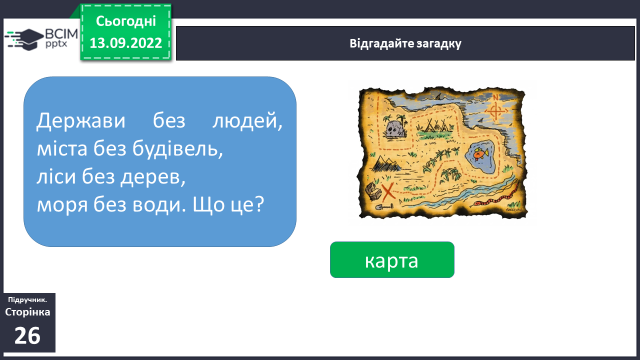 Сьогодні
13.09.2022
BCIM
pptx
Відгадайте загадку
Держави без людей,
міста без будівель,
ліси без дерев,
моря без води. Що це?
N
карта
Підручник.
Сторінка
26